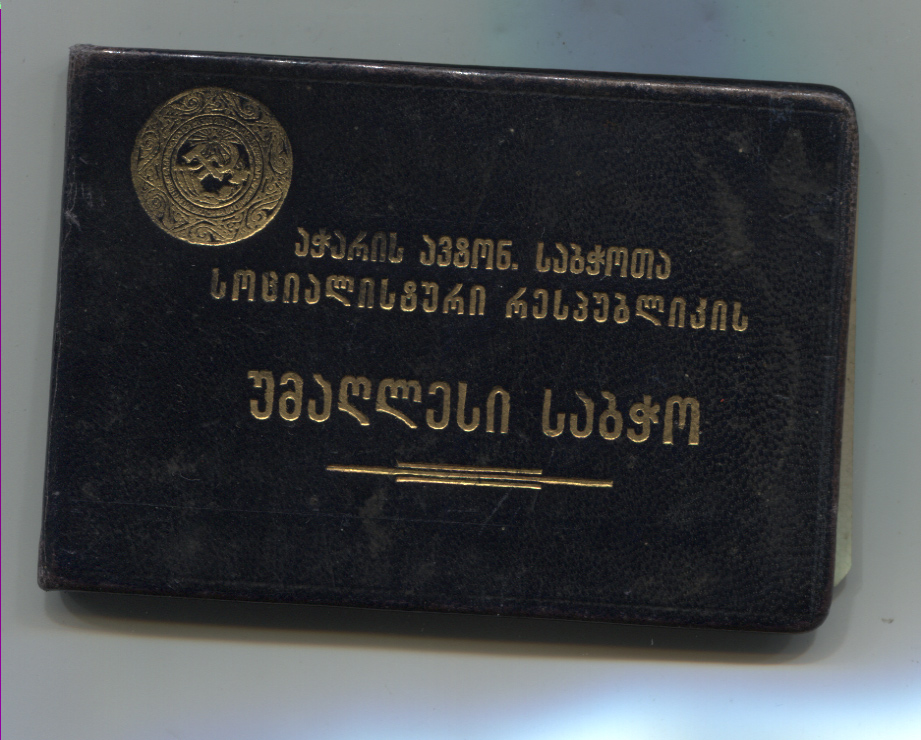 აჭარის ავტონ. საბჭოთა
სოციალისტური რესპუბლიკის
უმაღლესი საბჭო